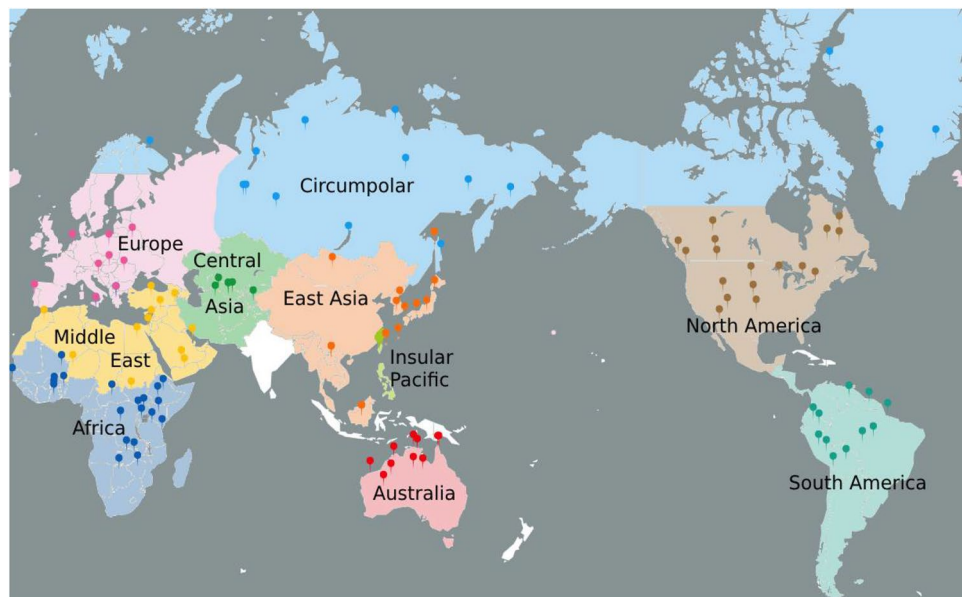 Circumpolar
Europe
Central
Asia
East Asia
Middle
East
Insular
Pacific
North America
Africa
Australia
South America